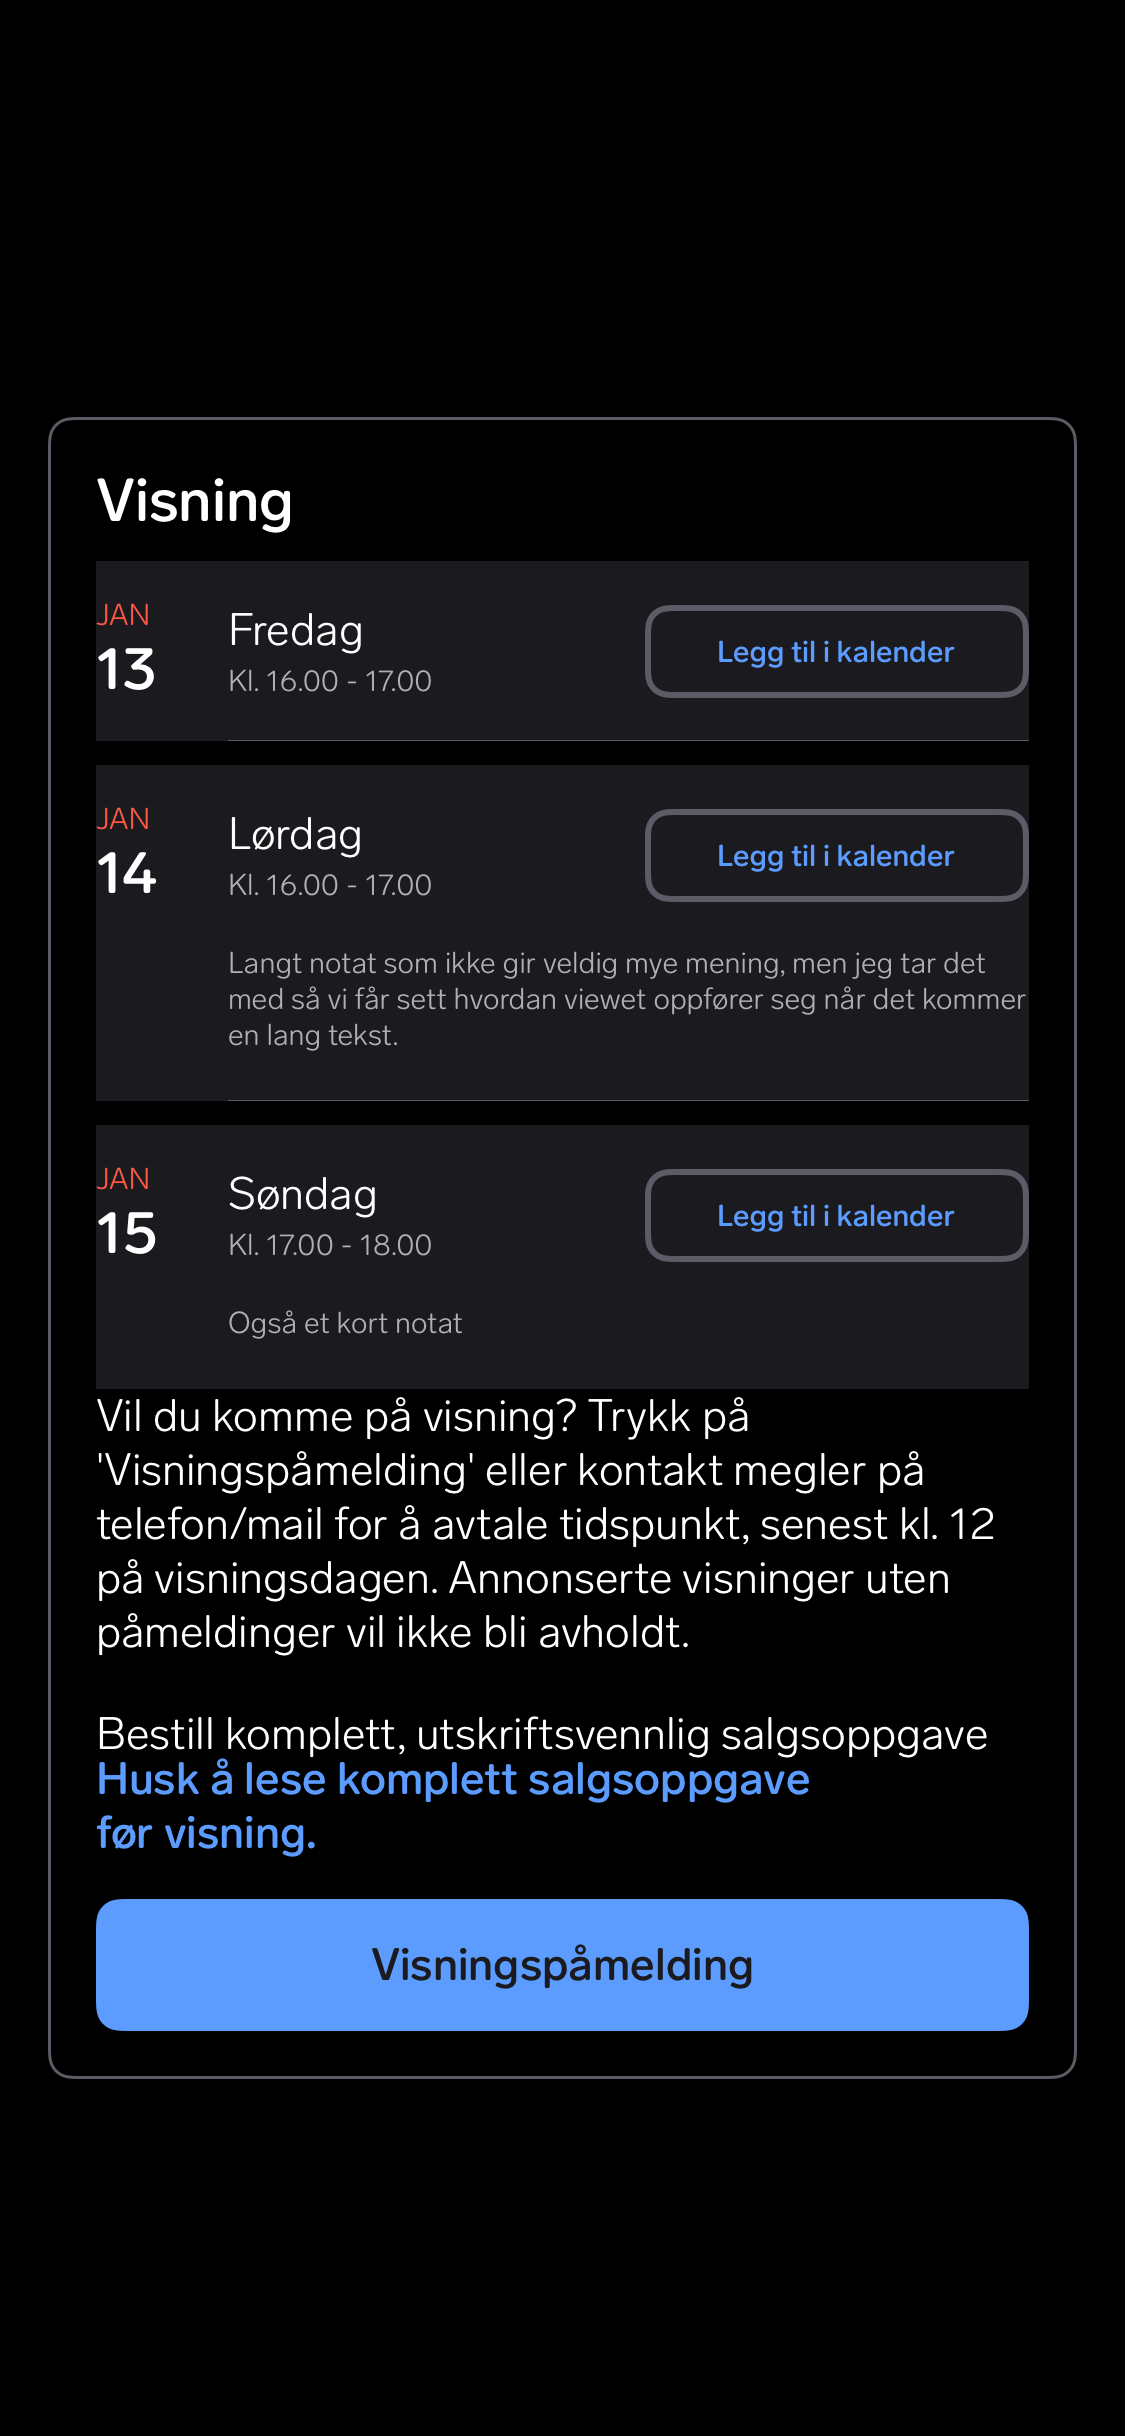 Visning
JAN
13
Fredag
Kl. 16.00 - 17.00
Legg til i kalender
JAN
14
Lørdag
Kl. 16.00 - 17.00
Legg til i kalender
Langt notat som ikke gir veldig mye mening, men jeg tar det
med så vi får sett hvordan viewet oppfører seg når det kommer
en lang tekst.
JAN
15
Søndag
Kl. 17.00 - 18.00
Legg til i kalender
Også et kort notat
Vil du komme på visning? Trykk på
'Visningspåmelding' eller kontakt megler på
telefon/mail for å avtale tidspunkt, senest kl. 12
på visningsdagen. Annonserte visninger uten
påmeldinger vil ikke bli avholdt.
Bestill komplett, utskriftsvennlig salgsoppgave
Husk å lese komplett salgsoppgave
før visning.
Visningspåmelding